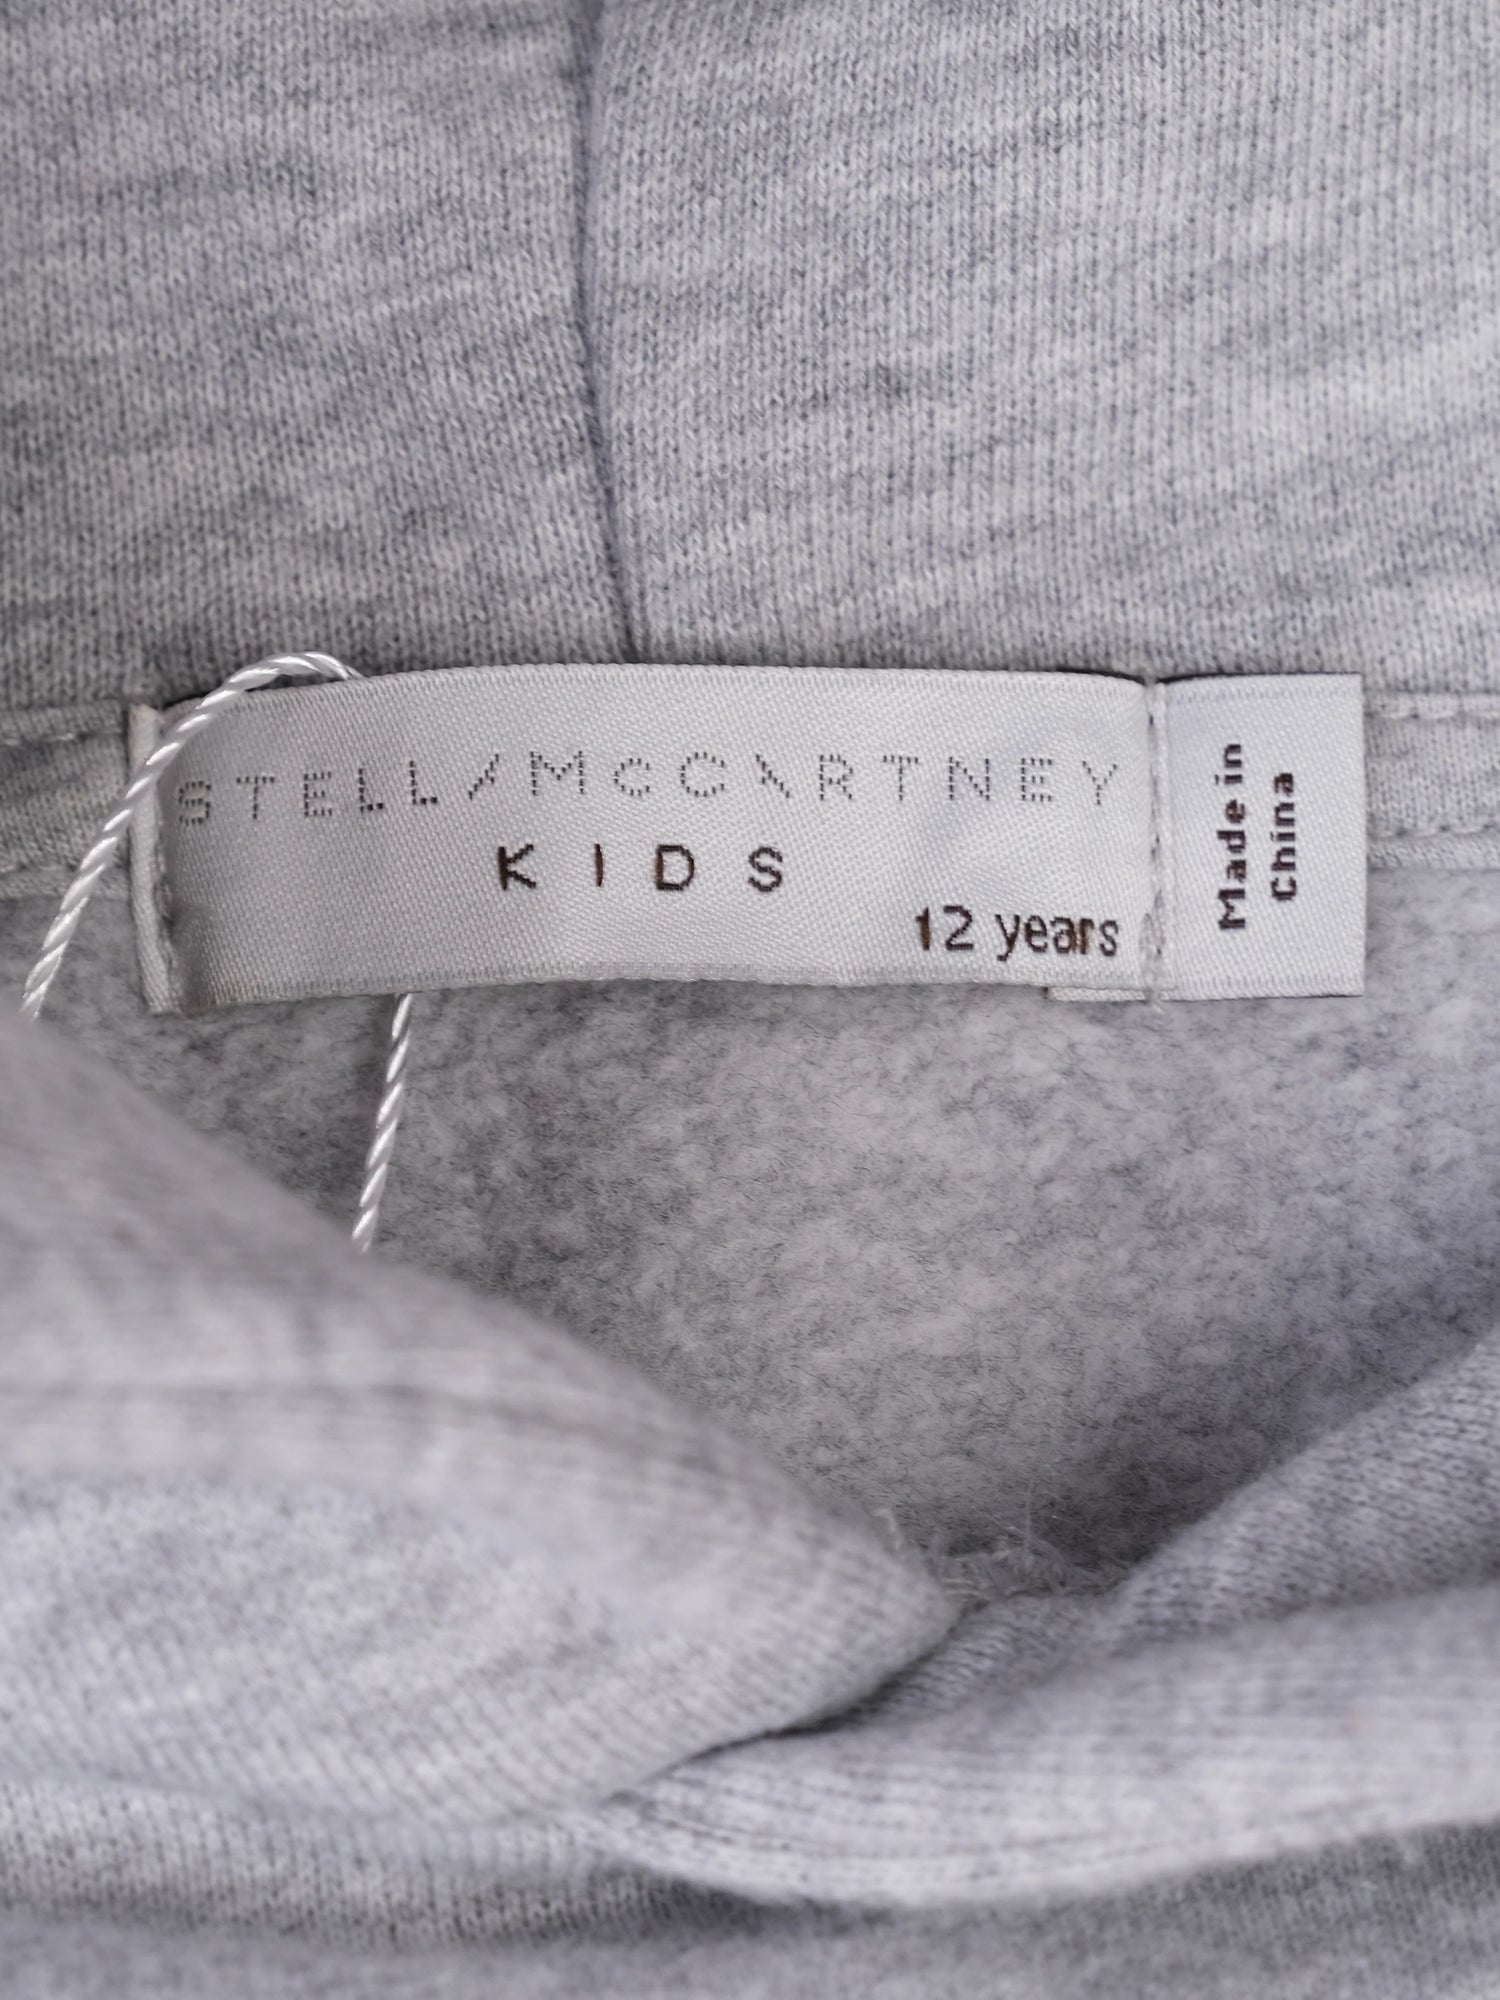 STELLA McCARTNEY
KIDS
12 years
Made in
China